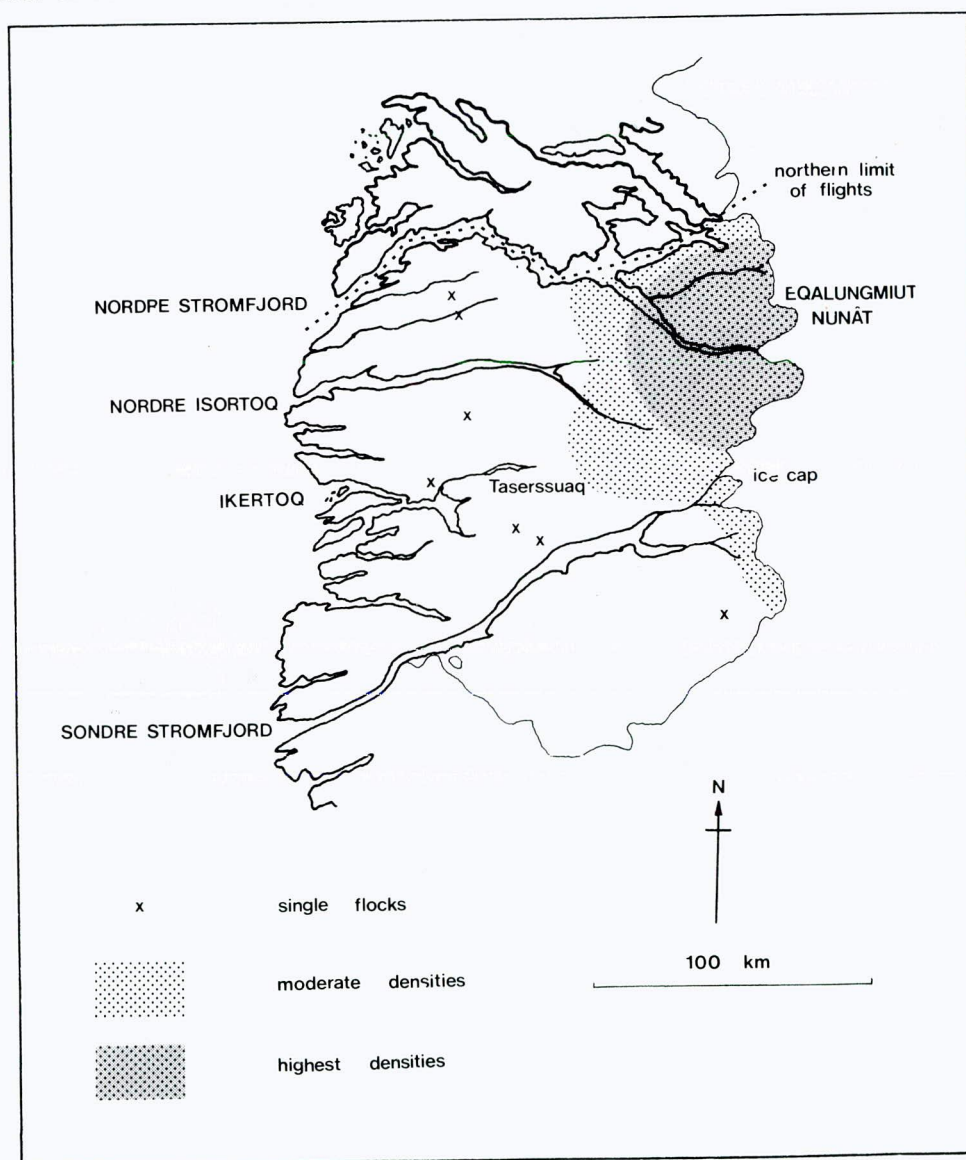 northern limit
of flights
NORDPE STROMFJORD
EQALUNGMIUT
NUNÂT
NORDRE ISORTOQ
IKERTOQ
Taserssuaq
ice cap
SONDRE STROMFJORD
N
x single flocks
100 km
moderate densities
highest densities